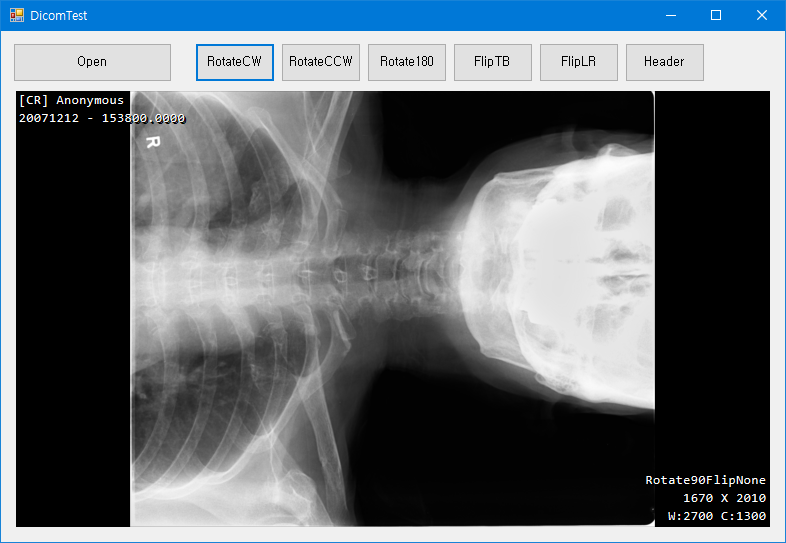 DicomTest
Open RotateCW RotateCCW Rotate180 FlipTB FlipLR Header
[CR] Anonymous
20071212 - 153800.0000
R
Rotate90FlipNone
1670 X 2010
W:2700 C:1300